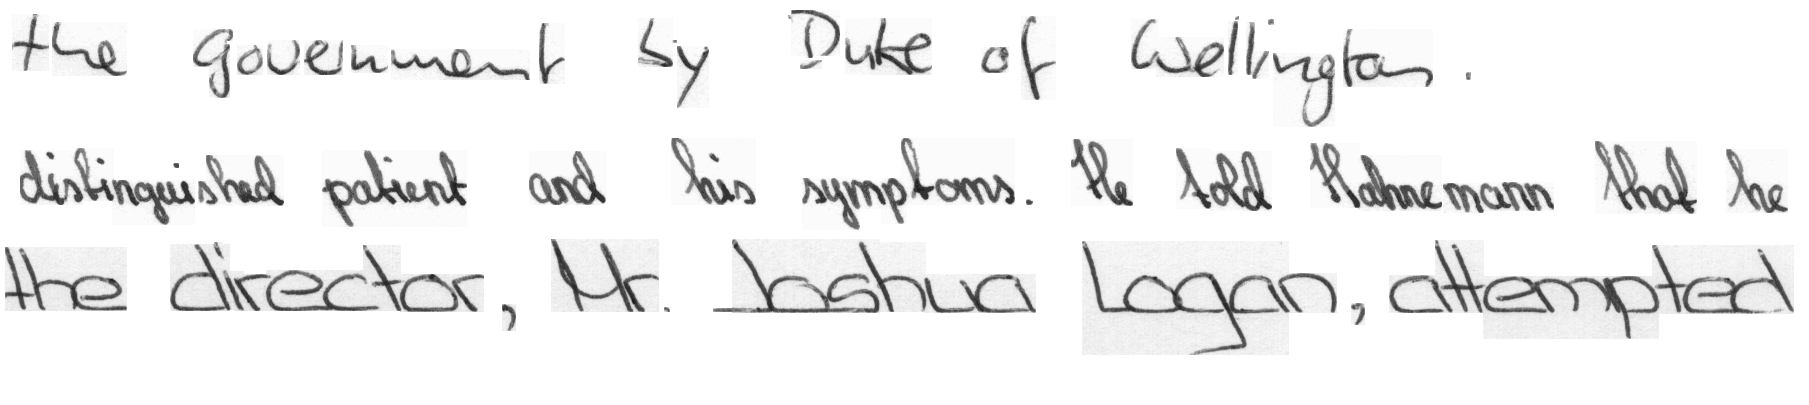 the government by Duke of Wellington.
distinguished patient and his symptoms. He told Hahnemann that he
the director, Mr. Joshua Logan, attempted